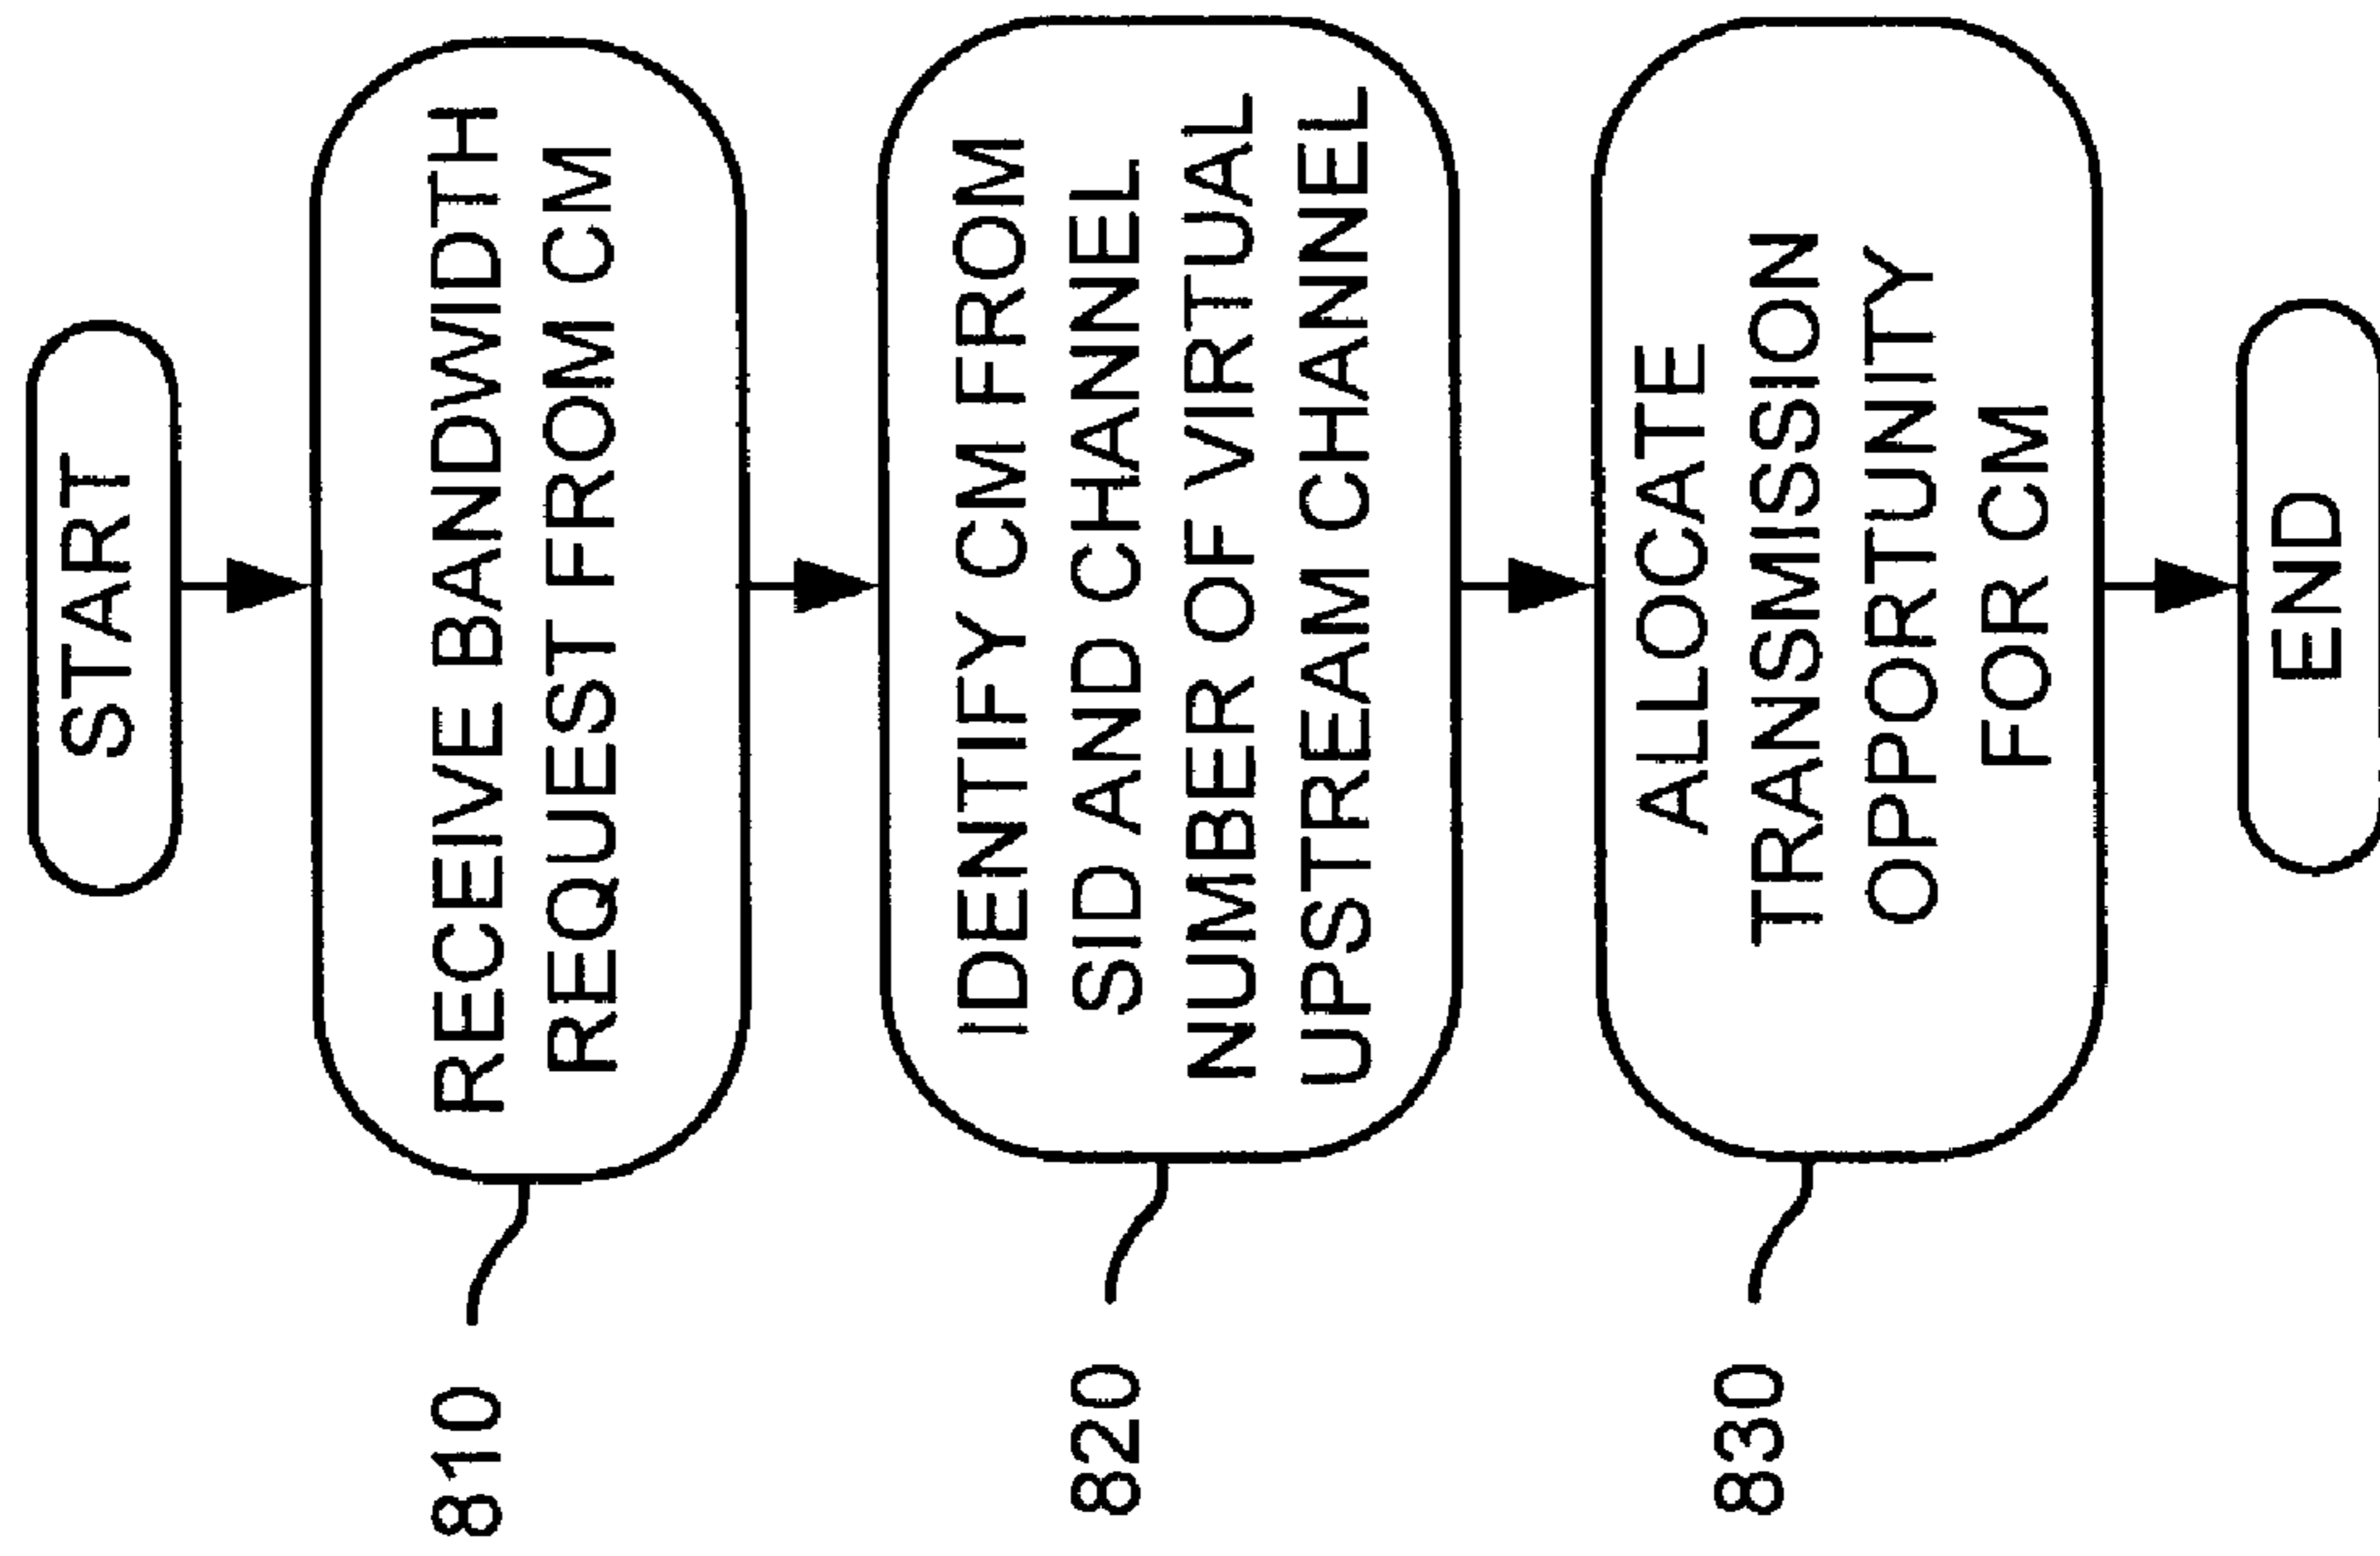 START
810
RECEIVE BANDWIDTH
REQUEST FROM CM
820
IDENTIFY CM FROM
SID AND CHANNEL
NUMBER OF VIRTUAL
UPSTREAM CHANNEL
830
ALLOCATE
TRANSMISSION
OPPORTUNITY
FOR CM
END